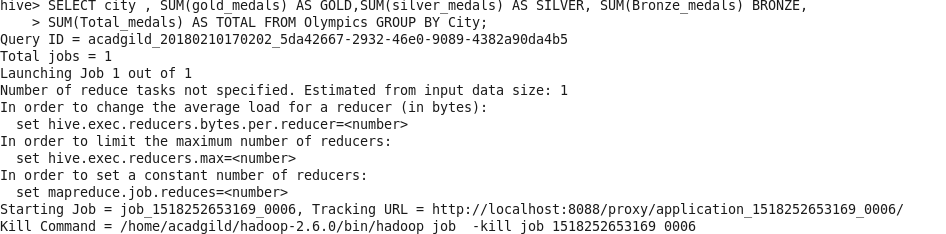 hive> SELECT city , SUM(gold_medals) AS GOLD,SUM(silver_medals) AS SILVER, SUM(Bronze_medals) BRONZE,
    > SUM(Total_medals) AS TOTAL FROM Olympics GROUP BY City;
Query ID = acadgild_20180210170202_5da42667-2932-46e0-9089-4382a90da4b5
Total jobs = 1
Launching Job 1 out of 1
Number of reduce tasks not specified. Estimated from input data size: 1
In order to change the average load for a reducer (in bytes):
  set hive.exec.reducers.bytes.per.reducer=<number>
In order to limit the maximum number of reducers:
  set hive.exec.reducers.max=<number>
In order to set a constant number of reducers:
  set mapreduce.job.reduces=<number>
Starting Job = job_1518252653169_0006, Tracking URL = http://localhost:8088/proxy/application_1518252653169_0006/
Kill Command = /home/acadgild/hadoop-2.6.0/bin/hadoop job  -kill job_1518252653169_0006